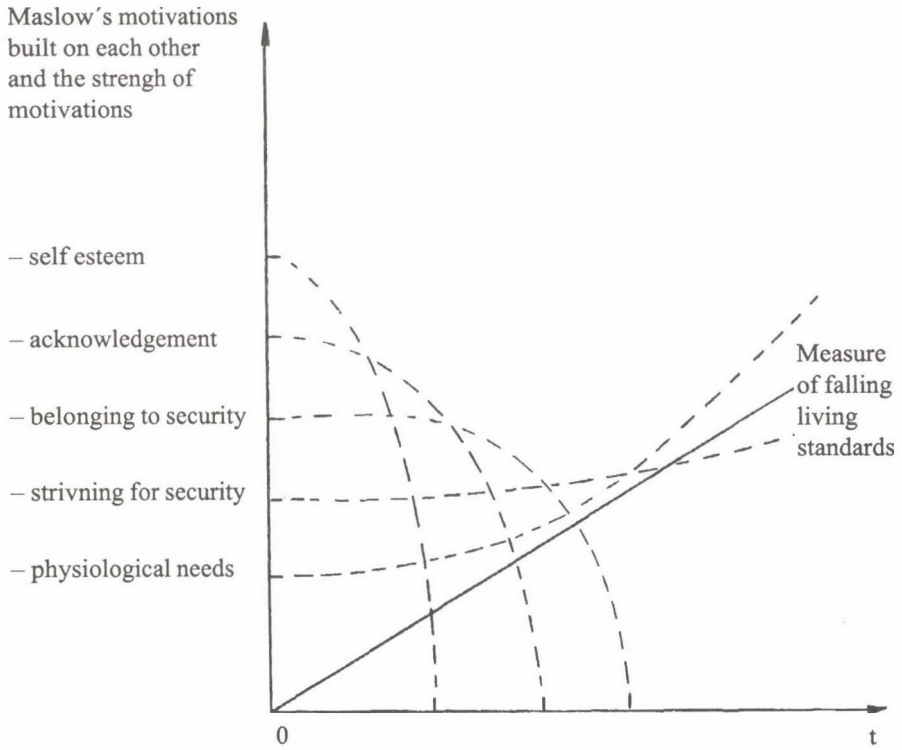 Maslow´s motivations
built on each other
and the strengh of
motivations
– self esteem
– acknowledgement
– belonging to security
– strivning for security
– physiological needs
Measure
of falling
living
standards
0
t